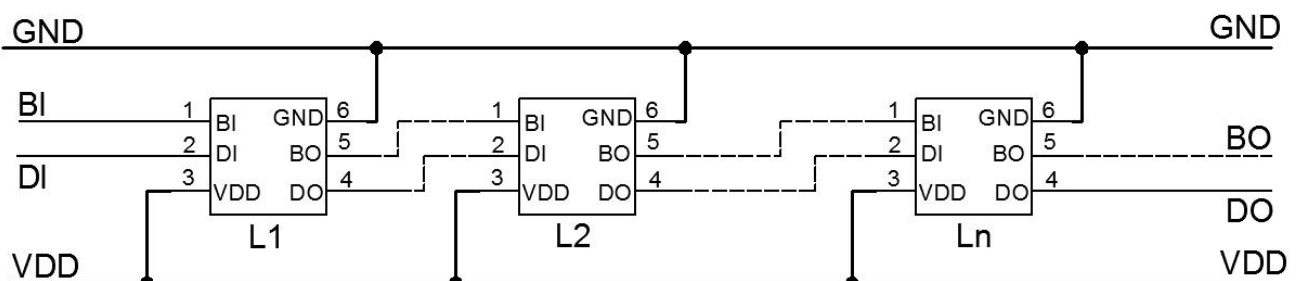 GND GND
BI 1 BI GND 6 1 BI GND 6 1 BI GND 6
DI 2 DI BO 5 2 DI BO 5 2 DI BO 5 BO
3 VDD DO 4 3 VDD DO 4 3 VDD DO 4 DO
L1 L2 Ln
VDD VDD